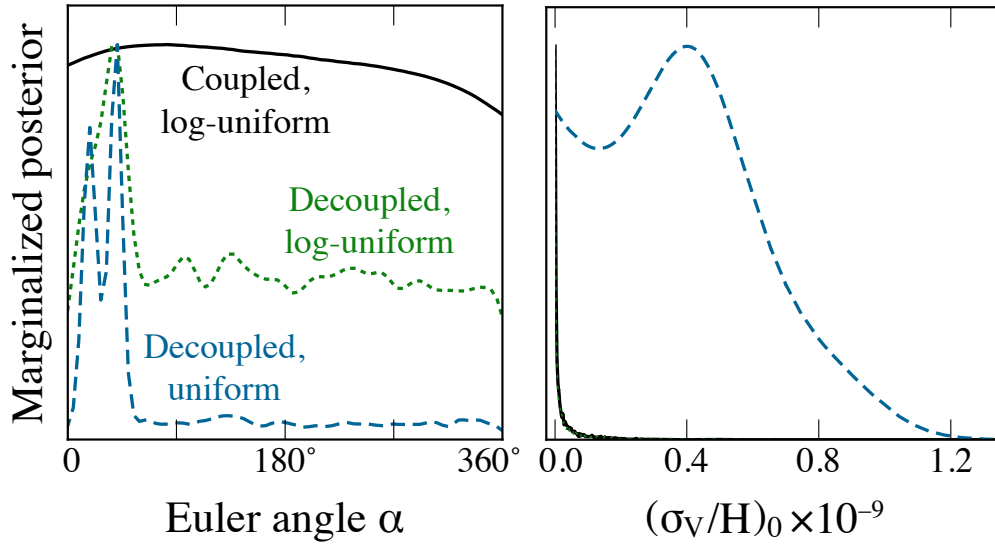 Marginalized posterior
Coupled,
log-uniform
Decoupled,
log-uniform
Decoupled,
uniform
0 180° 360°
Euler angle α
0.0 0.4 0.8 1.2
(σV/H)0 ×10⁻⁹